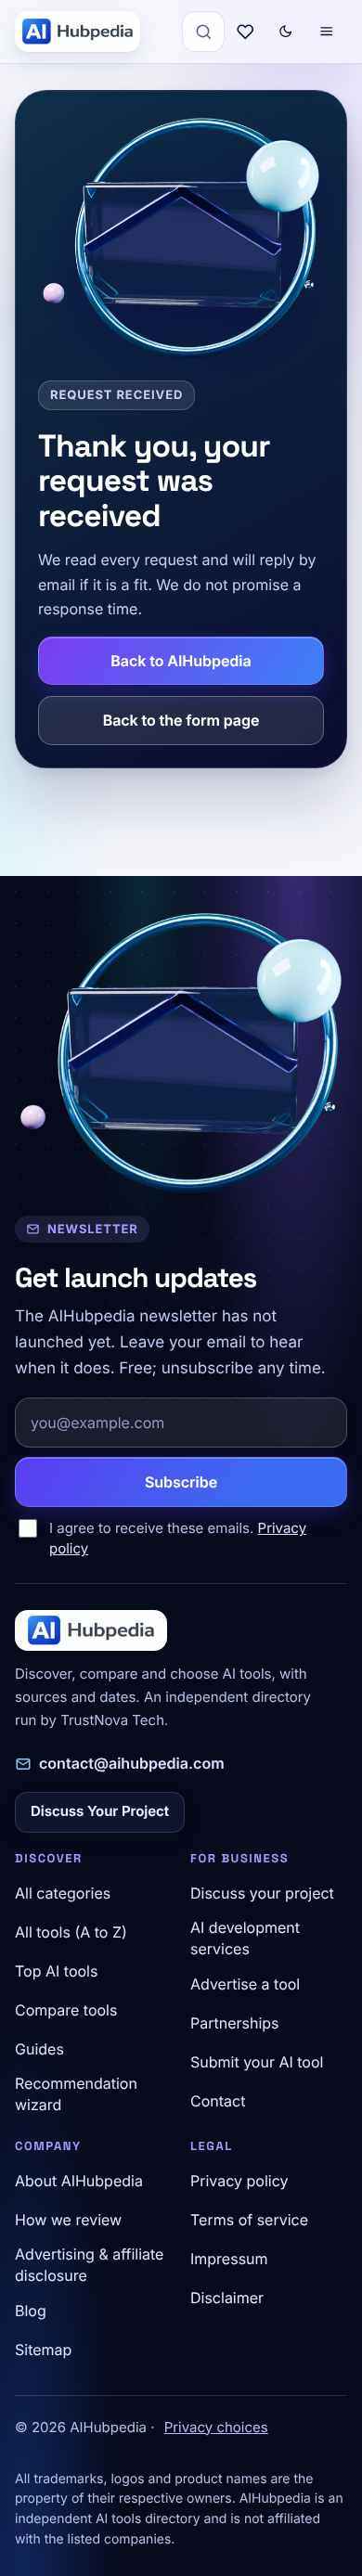 AI Hubpedia
REQUEST RECEIVED
Thank you, your
request was
received
We read every request and will reply by
email if it is a fit. We do not promise a
response time.
Back to AIHubpedia
Back to the form page
NEWSLETTER
Get launch updates
The AIHubpedia newsletter has not
launched yet. Leave your email to hear
when it does. Free; unsubscribe any time.
you@example.com
Subscribe
I agree to receive these emails. Privacy
policy
AI Hubpedia
Discover, compare and choose AI tools, with
sources and dates. An independent directory
run by TrustNova Tech.
contact@aihubpedia.com
Discuss Your Project
DISCOVER
All categories
All tools (A to Z)
Top AI tools
Compare tools
Guides
Recommendation
wizard
FOR BUSINESS
Discuss your project
AI development
services
Advertise a tool
Partnerships
Submit your AI tool
Contact
COMPANY
About AIHubpedia
How we review
Advertising & affiliate
disclosure
Blog
Sitemap
LEGAL
Privacy policy
Terms of service
Impressum
Disclaimer
© 2026 AIHubpedia · Privacy choices
All trademarks, logos and product names are the
property of their respective owners. AIHubpedia is an
independent AI tools directory and is not affiliated
with the listed companies.